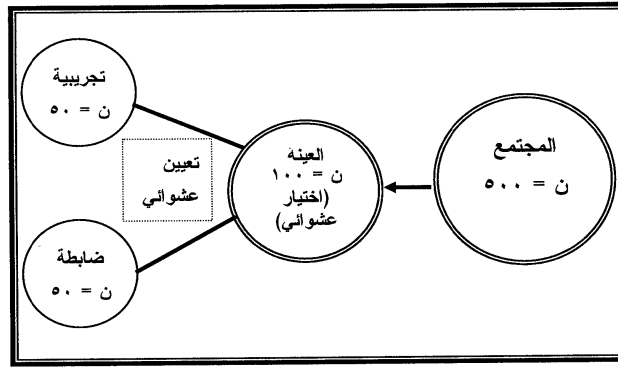 المجتمع
ن = ٥٠٠
العينة
ن = ١٠٠
(اختيار
عشوائي)
تعيين
عشوائي
تجريبية
ن = ٥٠
ضابطة
ن = ٥٠